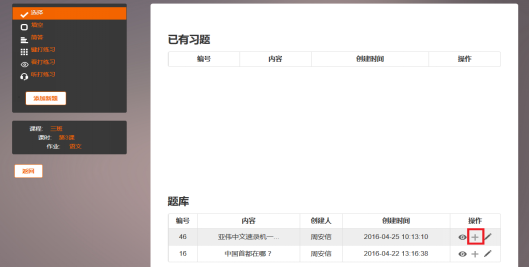 选择
填空
简答
键打练习
看打练习
听打练习
添加新题
课程: 三班
课时: 第3课
作业: 语文
返回
已有习题
编号 内容 创建时间 操作
题库
编号 内容 创建人 创建时间 操作
46 亚伟中文速录机一... 周安信 2016-04-25 10:13:10
16 中国首都在哪？ 周安信 2016-04-22 13:16:38